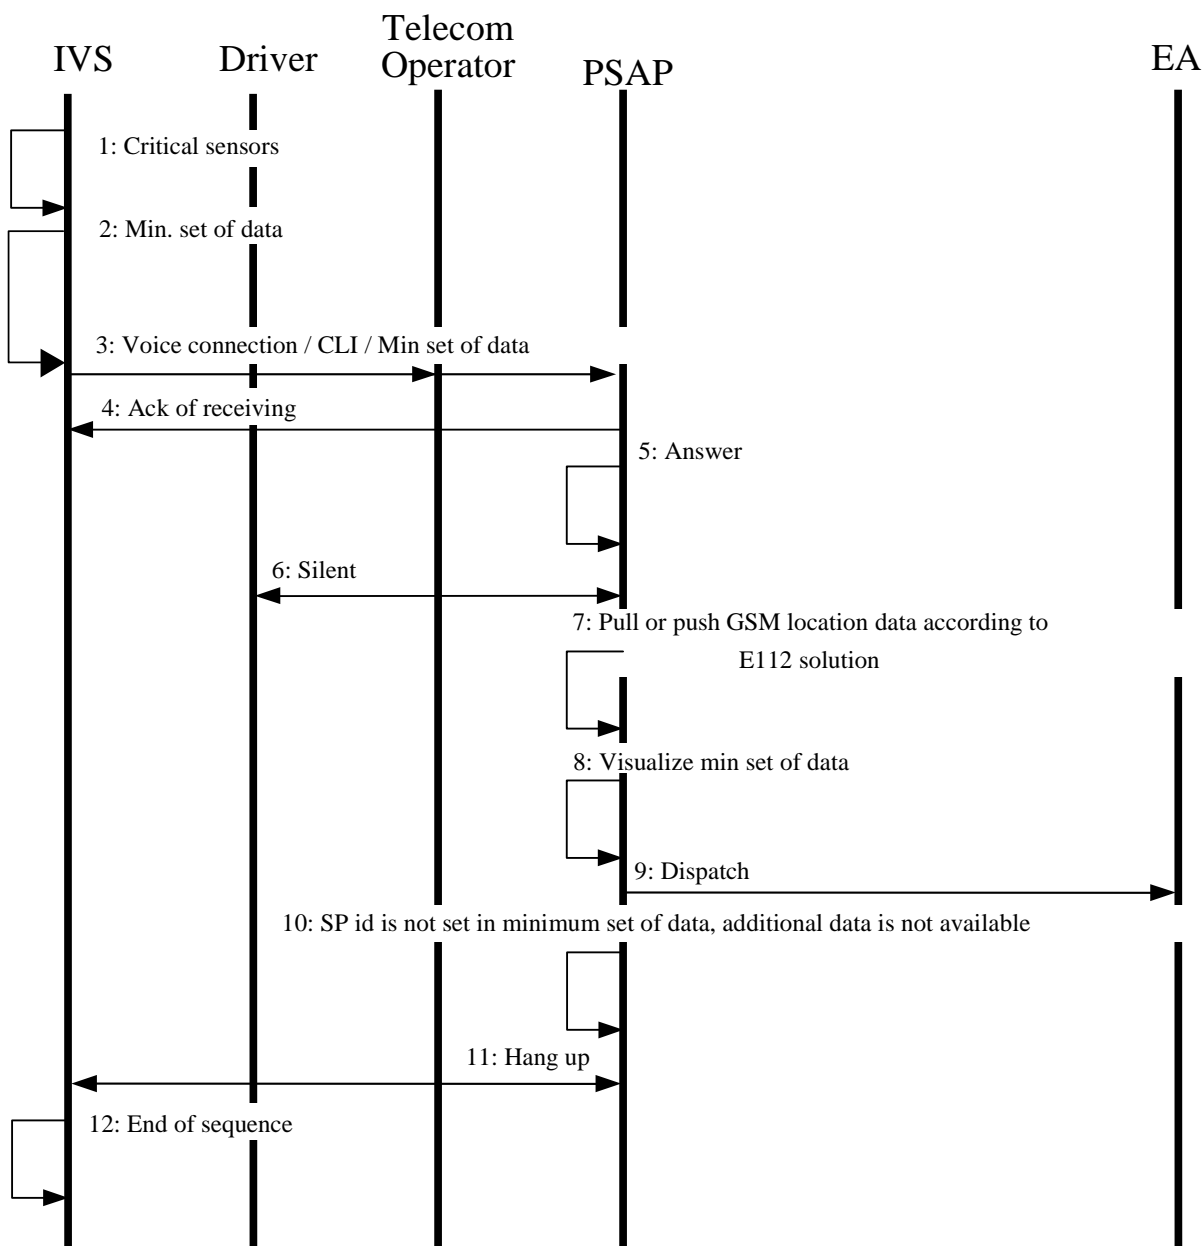 IVS
Driver
Telecom
Operator
PSAP
EA
1: Critical sensors
2: Min. set of data
3: Voice connection / CLI / Min set of data
4: Ack of receiving
5: Answer
6: Silent
7: Pull or push GSM location data according to
E112 solution
8: Visualize min set of data
9: Dispatch
10: SP id is not set in minimum set of data, additional data is not available
11: Hang up
12: End of sequence